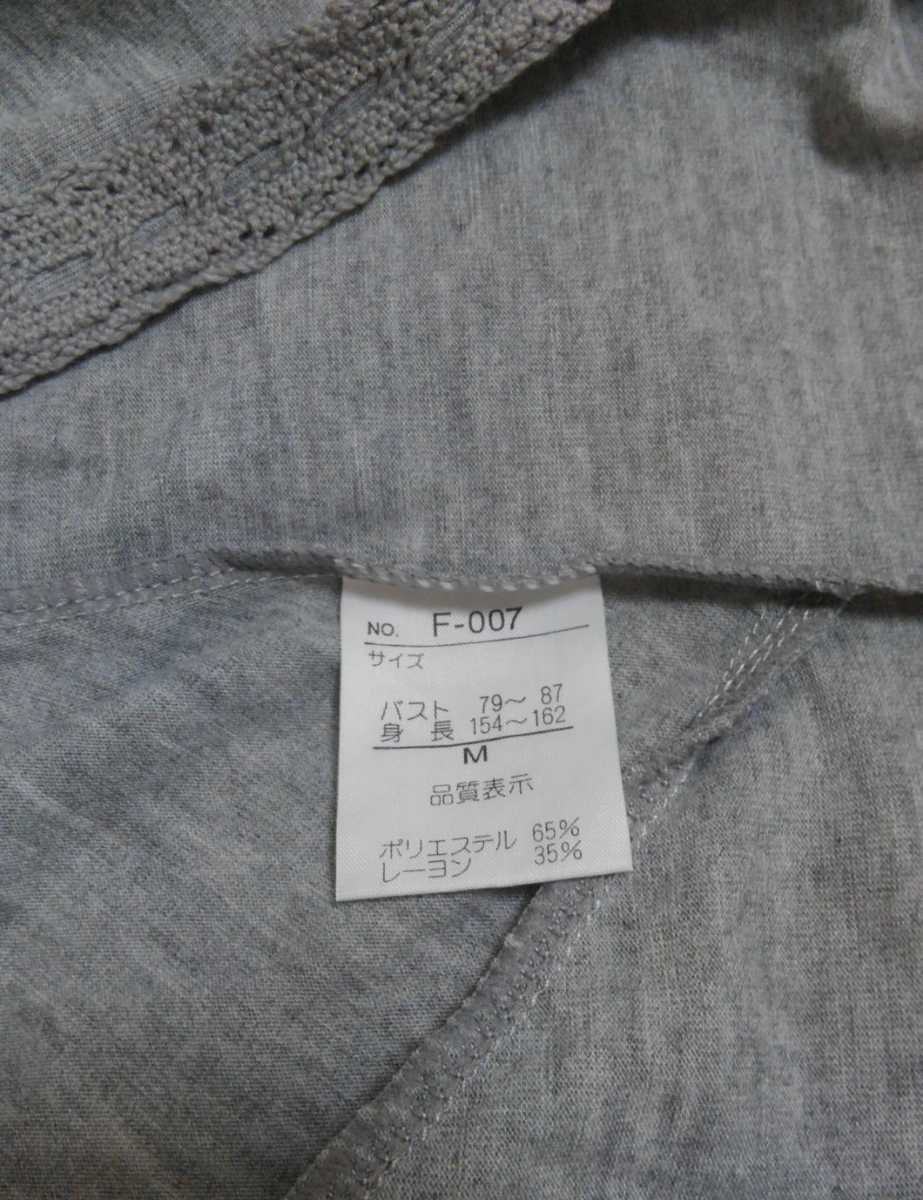 NO. F-007
サイズ
バスト 79〜 87
身 長 154〜162
M
品質表示
ポリエステル 65%
レーヨン 35%